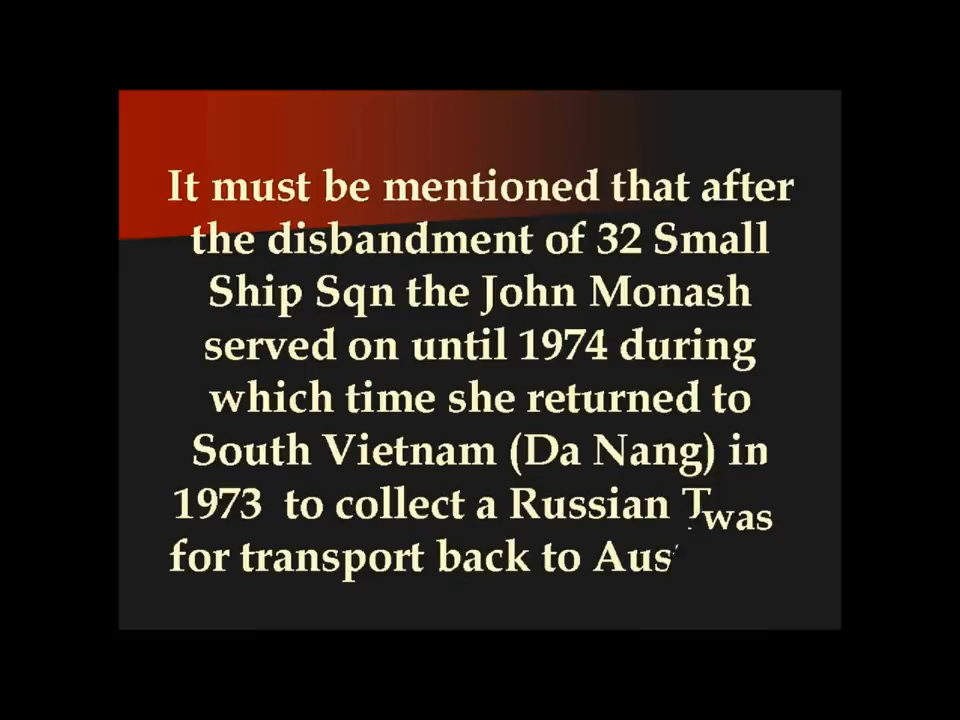 It must be mentioned that after
the disbandment of 32 Small
Ship Sqn the John Monash
served on until 1974 during
which time she returned to
South Vietnam (Da Nang) in
1973 to collect a Russian
was
for transport back to